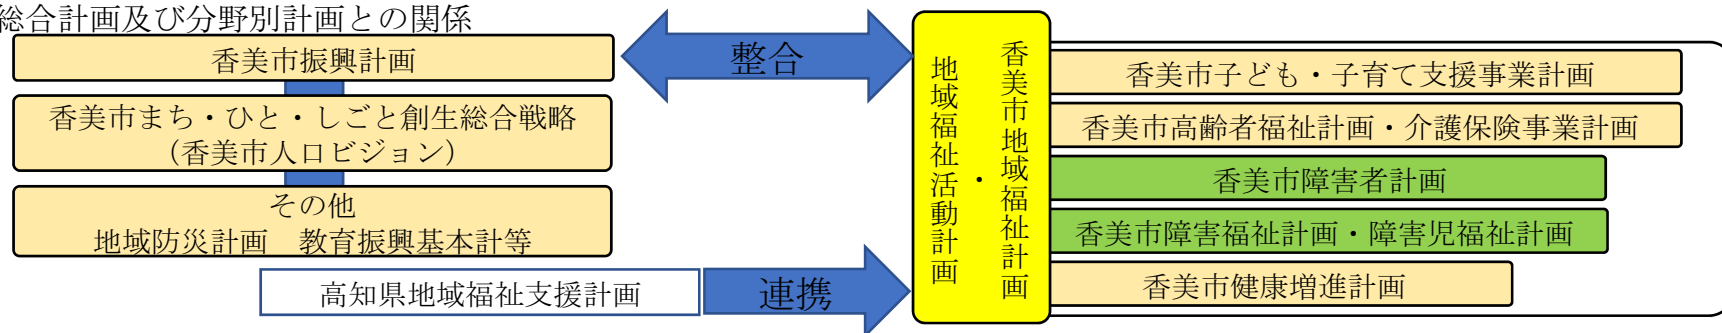 総合計画及び分野別計画との関係
香美市振興計画
香美市まち・ひと・しごと創生総合戦略
（香美市人口ビジョン）
その他
地域防災計画　教育振興基本計等
高知県地域福祉支援計画
整合
連携
香美市地域福祉計画
・
地域福祉活動計画
香美市子ども・子育て支援事業計画
香美市高齢者福祉計画・介護保険事業計画
香美市障害者計画
香美市障害福祉計画・障害児福祉計画
香美市健康増進計画